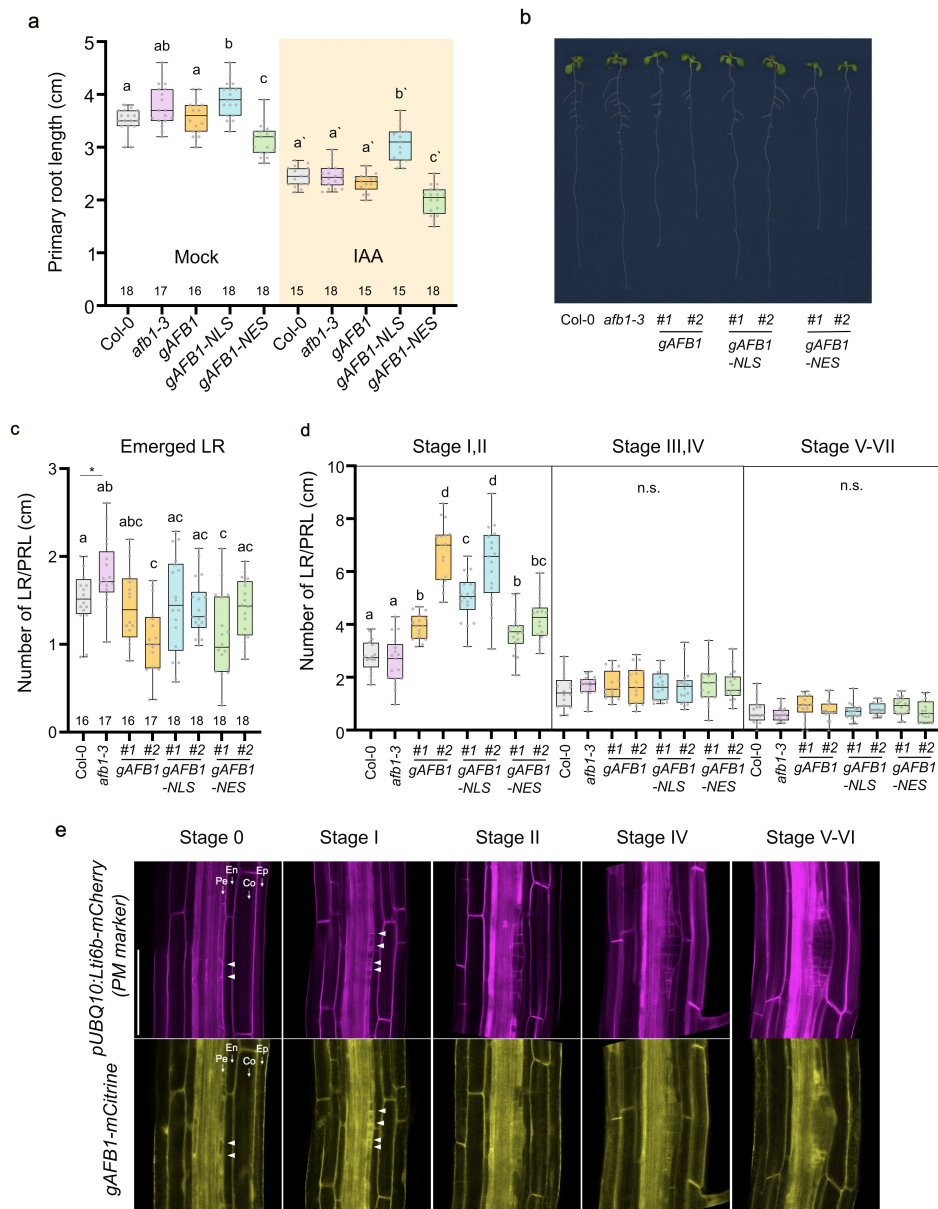 a
Primary root length (cm)
5
4
3
2
1
0
a
ab
a
b
c
a`
a`
a`
b`
c`
Mock
IAA
18 17 16 18 18 15 18 15 15 18
Col-0
afb1-3
gAFB1
gAFB1-NLS
gAFB1-NES
Col-0
afb1-3
gAFB1
gAFB1-NLS
gAFB1-NES
b
Col-0 afb1-3 #1 #2 #1 #2 #1 #2
gAFB1 gAFB1 gAFB1
-NLS -NES
c
Emerged LR
Number of LR/PRL (cm)
3
2
1
0
*
a
ab
abc
c
ac
ac
c
ac
16 17 16 17 18 18 18 18
Col-0
afb1-3
#1 #2 #1 #2 #1 #2
gAFB1 gAFB1 gAFB1
-NLS -NES
d
Stage I,II Stage III,IV Stage V-VII
Number of LR/PRL (cm)
10
8
6
4
2
0
a
a
b
d
c
d
b
bc
n.s.
n.s.
Col-0
afb1-3
#1 #2 #1 #2 #1 #2
gAFB1 gAFB1 gAFB1
-NLS -NES
Col-0
afb1-3
#1 #2 #1 #2 #1 #2
gAFB1 gAFB1 gAFB1
-NLS -NES
Col-0
afb1-3
#1 #2 #1 #2 #1 #2
gAFB1 gAFB1 gAFB1
-NLS -NES
e
Stage 0 Stage I Stage II Stage IV Stage V-VI
pUBQ10:Lti6b-mCherry
(PM marker)
En Ep
Pe Co
gAFB1-mCitrine
En Ep
Pe Co